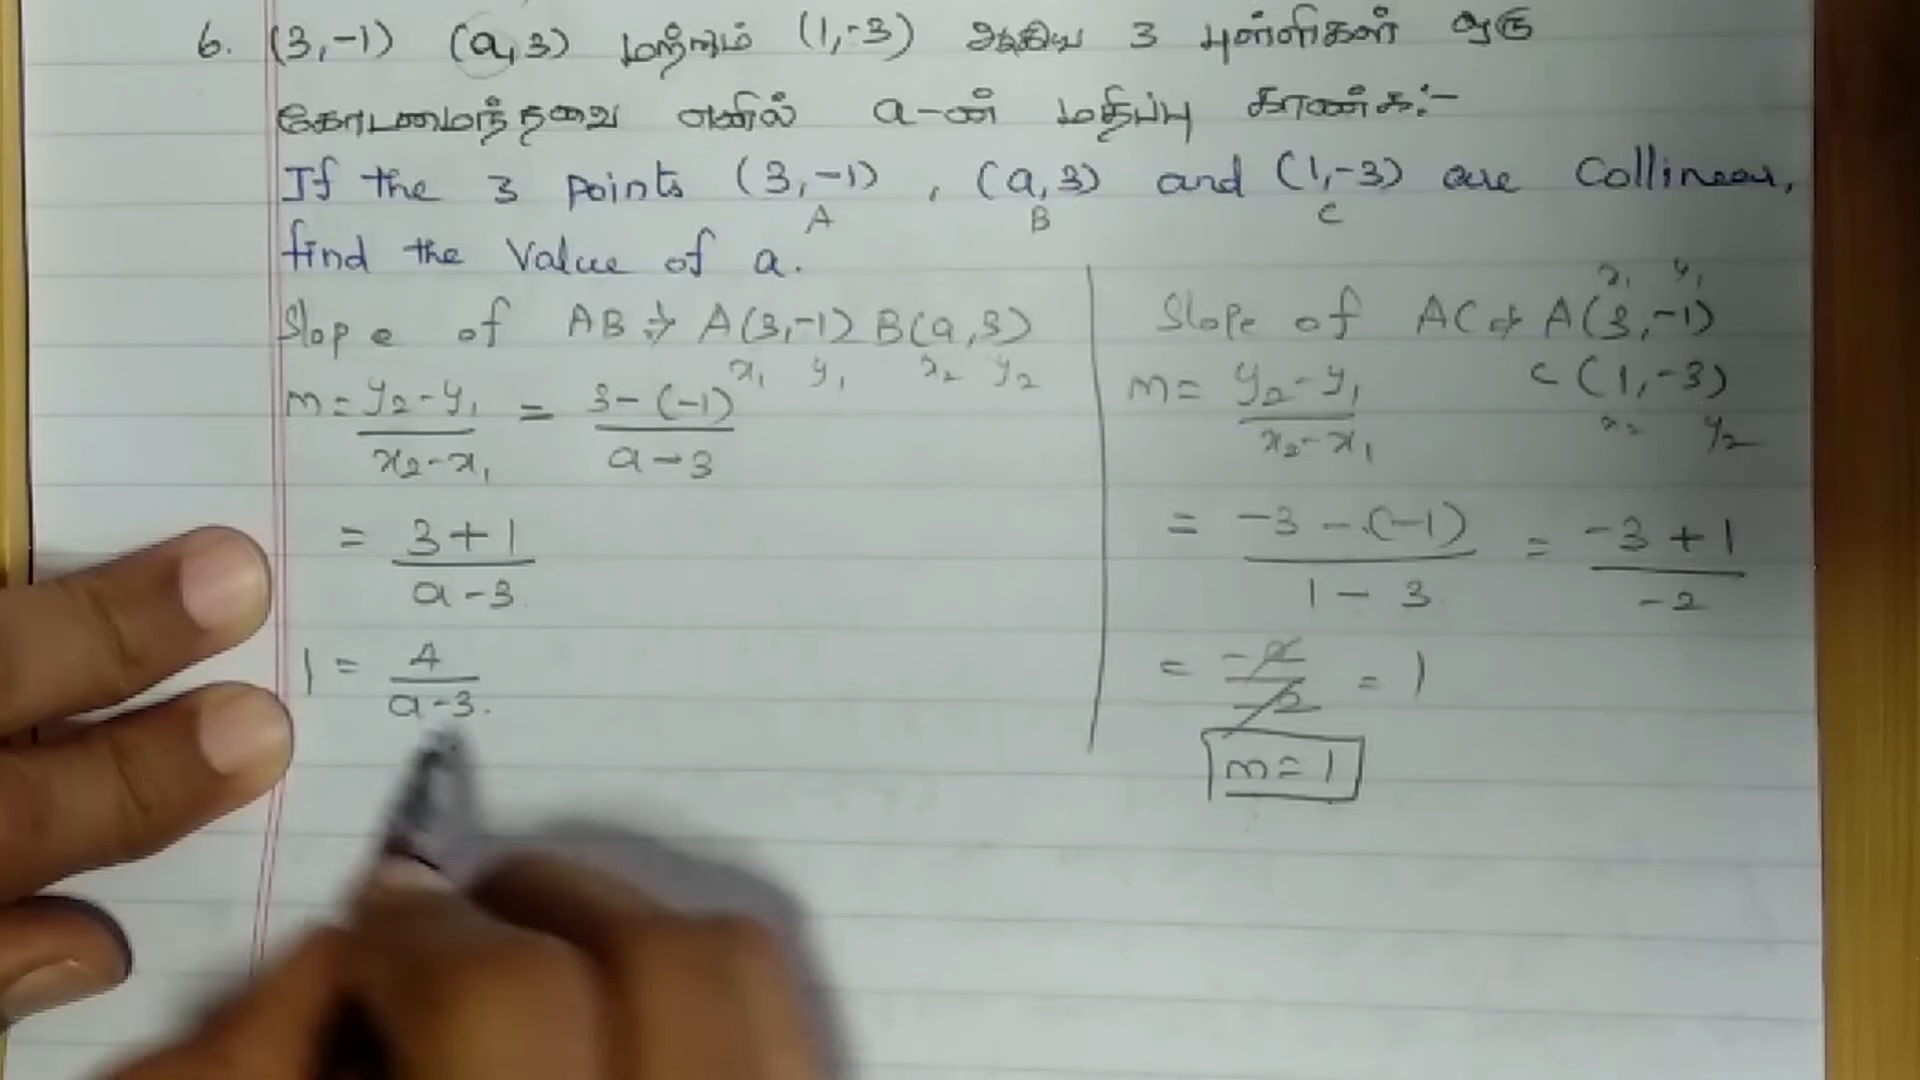 6. (3,-1) (a,3) மற்றும் (1,-3) ஆகிய 3 புள்ளிகள் ஒரு
கோடமைந்தவை எனில் a-ன் மதிப்பு காண்க:-
If the 3 points (3,-1) , (a,3) and (1,-3) are Collinear,
A B C
find the Value of a.
Slope of AB ⇒ A(3,-1) B(a,3)
x₁ y₁ x₂ y₂
m = y₂-y₁ / x₂-x₁ = 3-(-1) / a-3
= 3+1 / a-3
1 = 4 / a-3.
x₁ y₁
Slope of AC ⇒ A(3,-1)
m = y₂-y₁ / x₂-x₁ C(1,-3)
x₂ y₂
= -3-(-1) / 1-3 = -3+1 / -2
= -2 / -2 = 1
m = 1